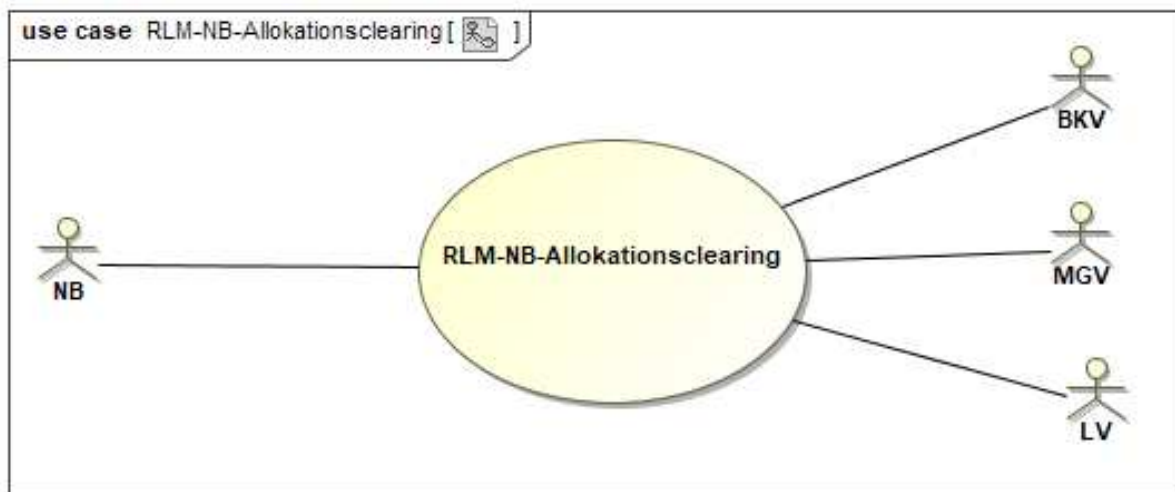 use case RLM-NB-Allokationsclearing [ ]
BKV
RLM-NB-Allokationsclearing
MGV
NB
LV